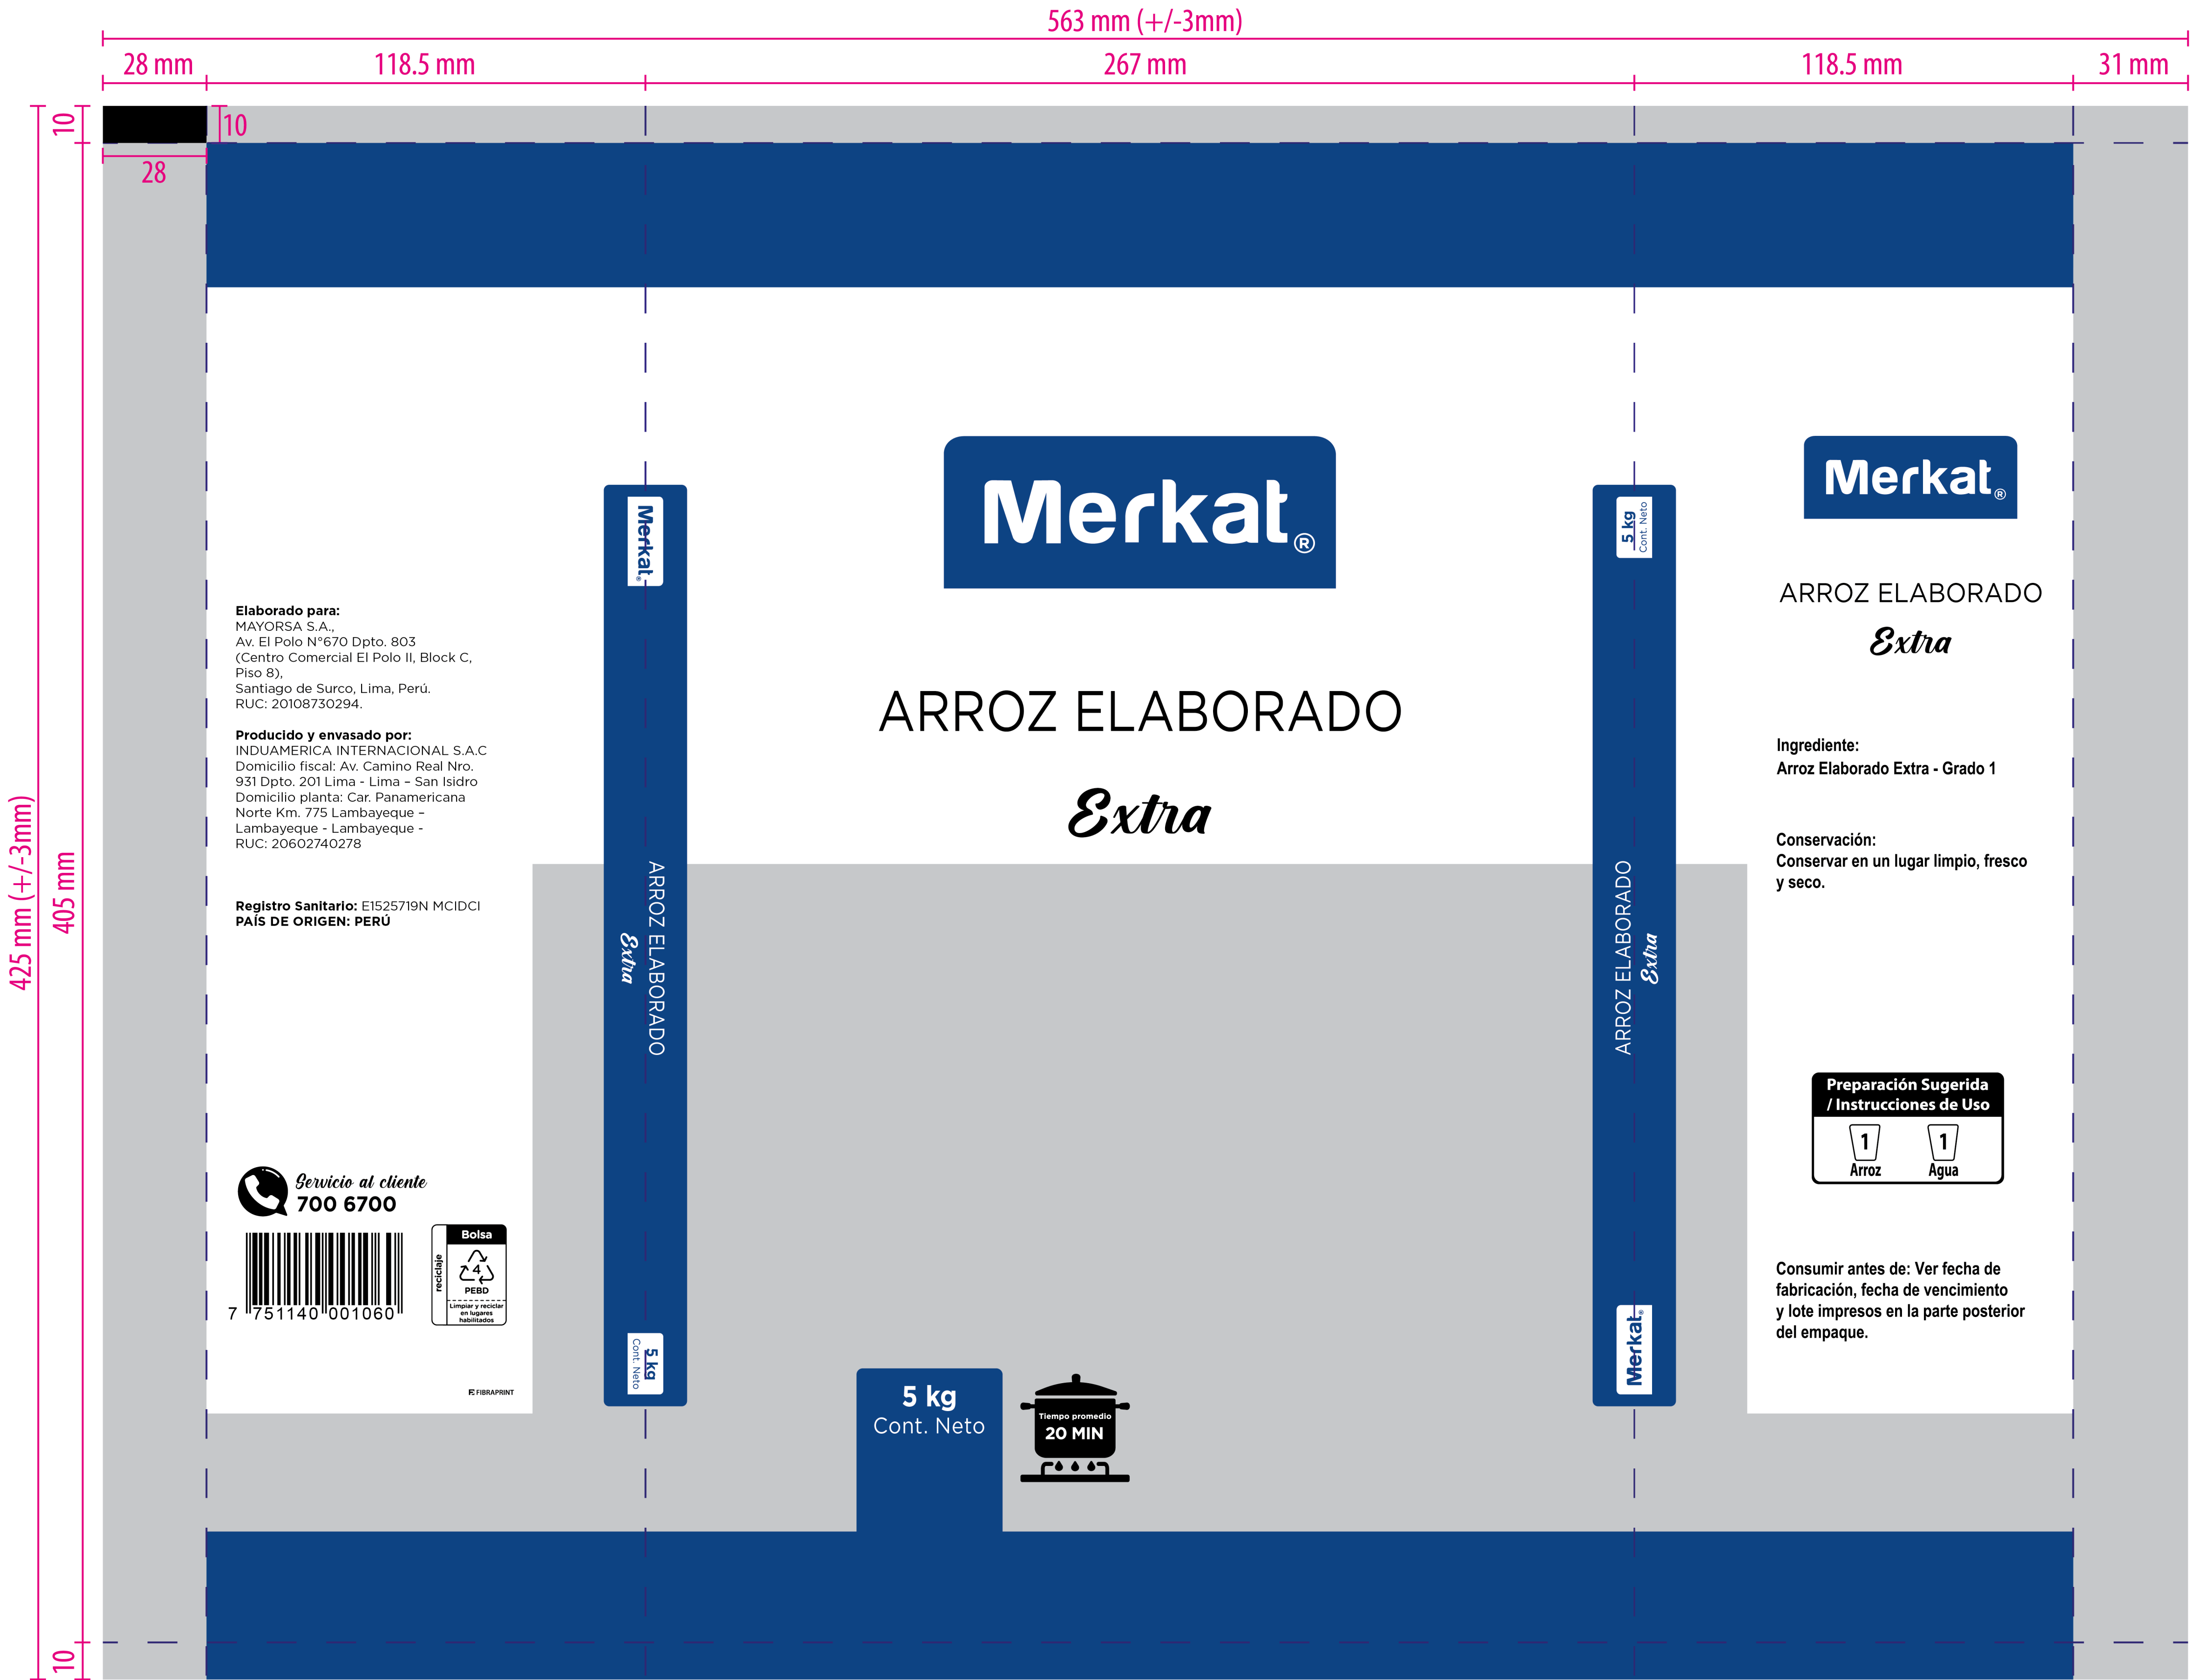 563 mm (+/-3mm)
28 mm
118.5 mm
267 mm
118.5 mm
31 mm
10
10
28
425 mm (+/-3mm)
405 mm
10
Elaborado para:
MAYORSA S.A.,
Av. El Polo N°670 Dpto. 803
(Centro Comercial El Polo II, Block C,
Piso 8),
Santiago de Surco, Lima, Perú.
RUC: 20108730294.
Producido y envasado por:
INDUAMERICA INTERNACIONAL S.A.C
Domicilio fiscal: Av. Camino Real Nro.
931 Dpto. 201 Lima - Lima – San Isidro
Domicilio planta: Car. Panamericana
Norte Km. 775 Lambayeque –
Lambayeque - Lambayeque -
RUC: 20602740278
Registro Sanitario: E1525719N MCIDCI
PAÍS DE ORIGEN: PERÚ
Servicio al cliente
700 6700
7 751140 001060
reciclaje
Bolsa
4
PEBD
Limpiar y reciclar
en lugares
habilitados
FIBRAPRINT
Merkat®
ARROZ ELABORADO
Extra
5 kg
Cont. Neto
Merkat®
ARROZ ELABORADO
Extra
5 kg
Cont. Neto
Tiempo promedio
20 MIN
5 kg
Cont. Neto
ARROZ ELABORADO
Extra
Merkat®
Merkat®
ARROZ ELABORADO
Extra
Ingrediente:
Arroz Elaborado Extra - Grado 1
Conservación:
Conservar en un lugar limpio, fresco
y seco.
Preparación Sugerida
/ Instrucciones de Uso
1
1
Arroz
Agua
Consumir antes de: Ver fecha de
fabricación, fecha de vencimiento
y lote impresos en la parte posterior
del empaque.